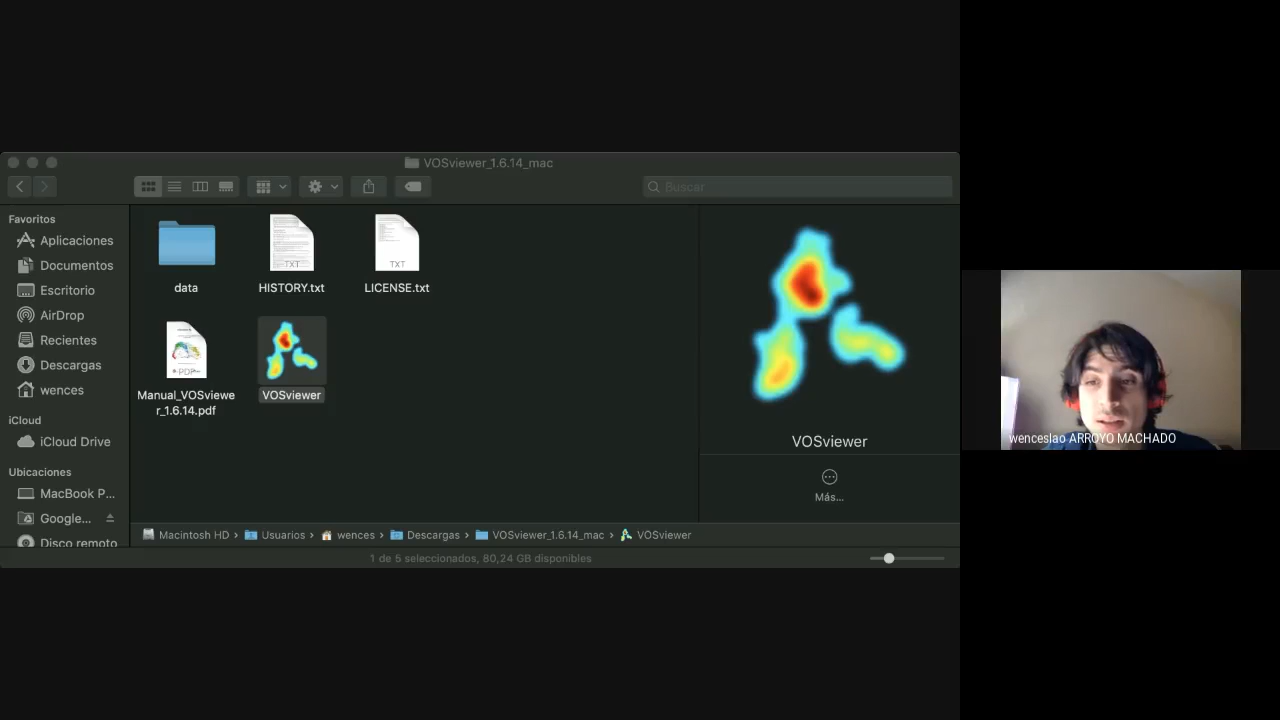 VOSviewer_1.6.14_mac
Buscar
Favoritos
Aplicaciones
Documentos
Escritorio
AirDrop
Recientes
Descargas
wences
iCloud
iCloud Drive
Ubicaciones
MacBook P...
Google...
Disco remoto
TXT
TXT
data
HISTORY.txt
LICENSE.txt
PDF
Manual_VOSviewe
r_1.6.14.pdf
VOSviewer
VOSviewer
Más...
Macintosh HD › Usuarios › wences › Descargas › VOSviewer_1.6.14_mac › VOSviewer
1 de 5 seleccionados, 80,24 GB disponibles
wenceslao ARROYO MACHADO